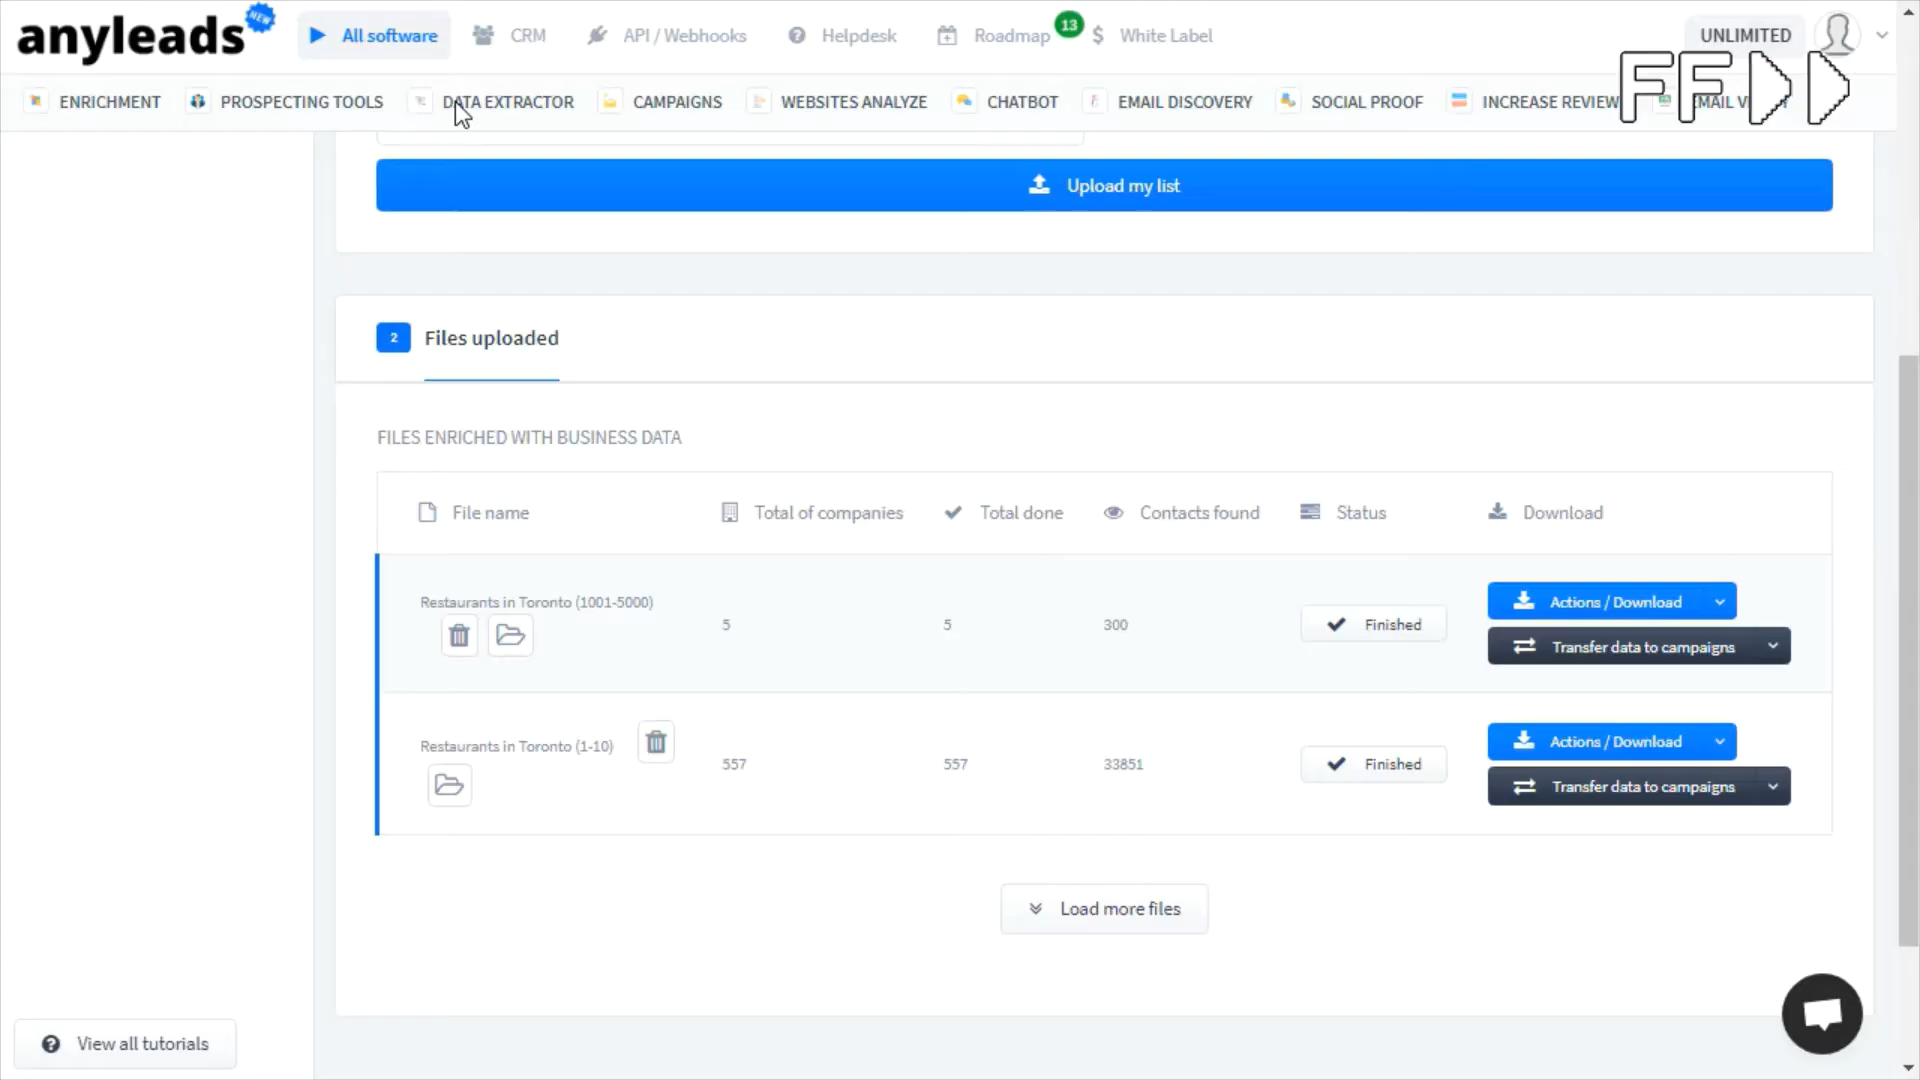 anyleads NEW All software CRM API / Webhooks Helpdesk Roadmap 13 $ White Label UNLIMITED
FF
ENRICHMENT PROSPECTING TOOLS DATA EXTRACTOR CAMPAIGNS WEBSITES ANALYZE CHATBOT EMAIL DISCOVERY SOCIAL PROOF INCREASE REVIEW EMAIL
Upload my list
2 Files uploaded
FILES ENRICHED WITH BUSINESS DATA
File name Total of companies Total done Contacts found Status Download
Restaurants in Toronto (1001-5000) 5 5 300 Finished Actions / Download
Transfer data to campaigns
Restaurants in Toronto (1-10) 557 557 33851 Finished Actions / Download
Transfer data to campaigns
Load more files
View all tutorials